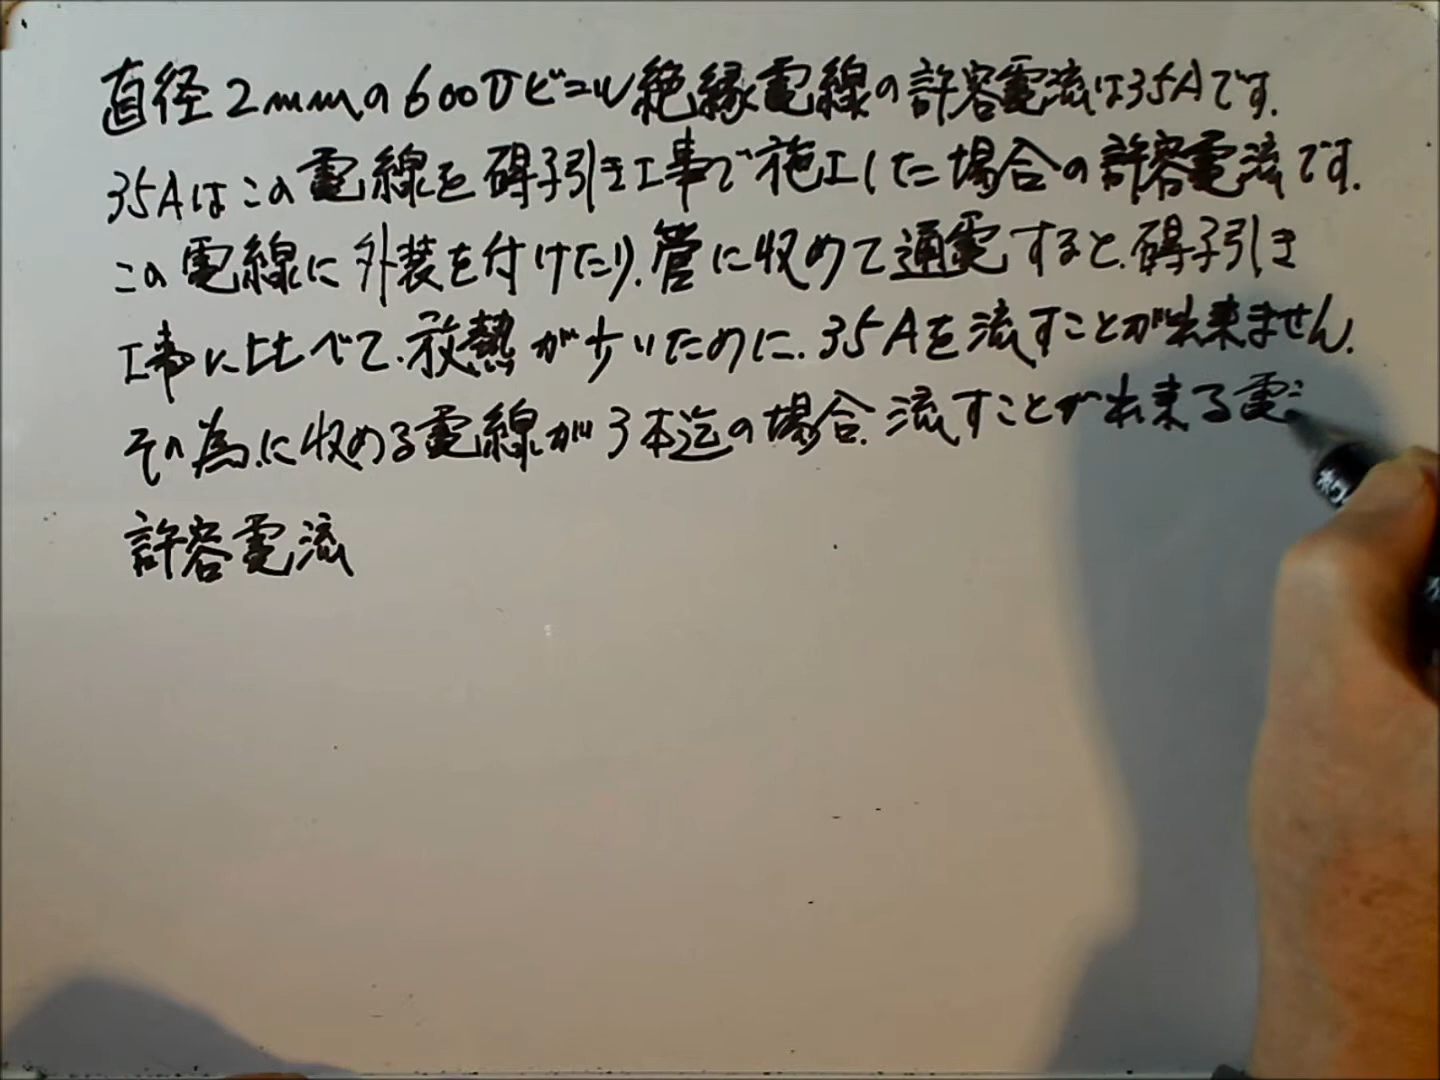 直径2mmの600Vビニル絶縁電線の許容電流は35Aです.
35Aはこの電線を碍子引き工事で施工した場合の許容電流です.
この電線に外装を付けたり.管に収めて通電すると.碍子引き
工事に比べて.放熱が少いために.35Aを流すことが出来ません.
その為.に収める電線が3本迄の場合.流すことが出来る電
許容電流